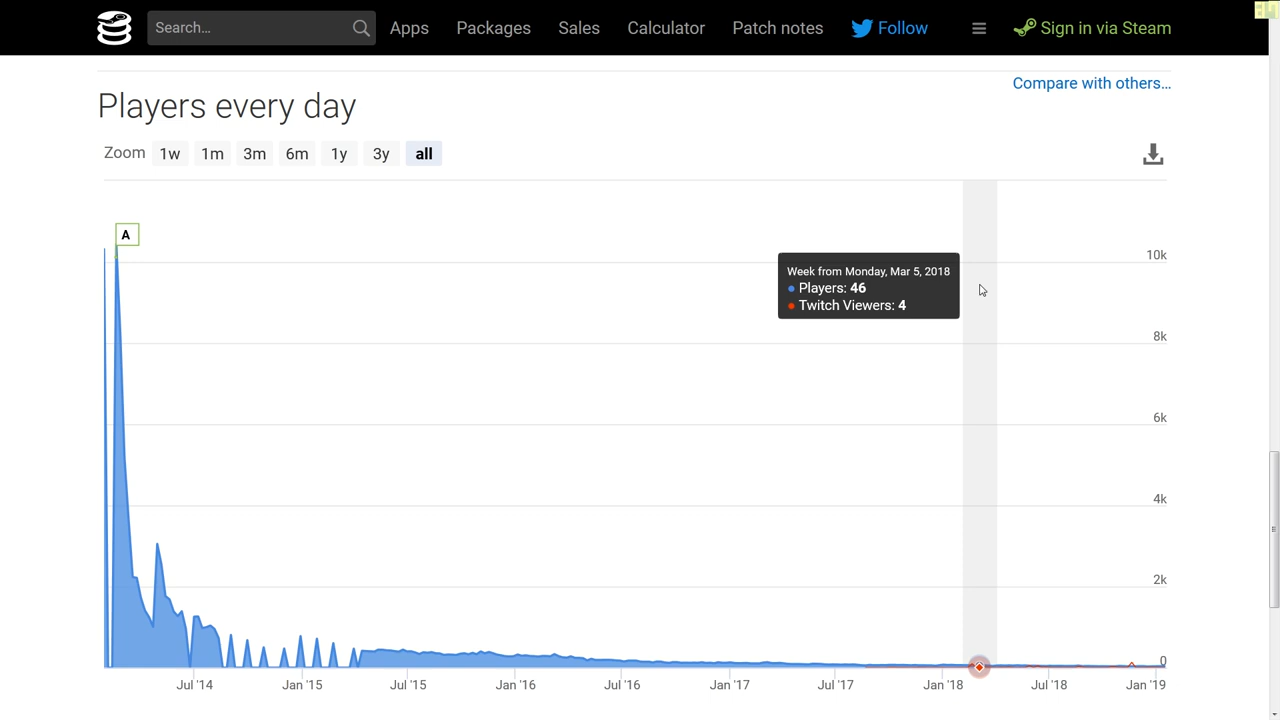 Search...
Apps
Packages
Sales
Calculator
Patch notes
Follow
Sign in via Steam
Compare with others...
Players every day
Zoom 1w 1m 3m 6m 1y 3y all
A
10k
Week from Monday, Mar 5, 2018
Players: 46
Twitch Viewers: 4
8k
6k
4k
2k
0
Jul '14 Jan '15 Jul '15 Jan '16 Jul '16 Jan '17 Jul '17 Jan '18 Jul '18 Jan '19